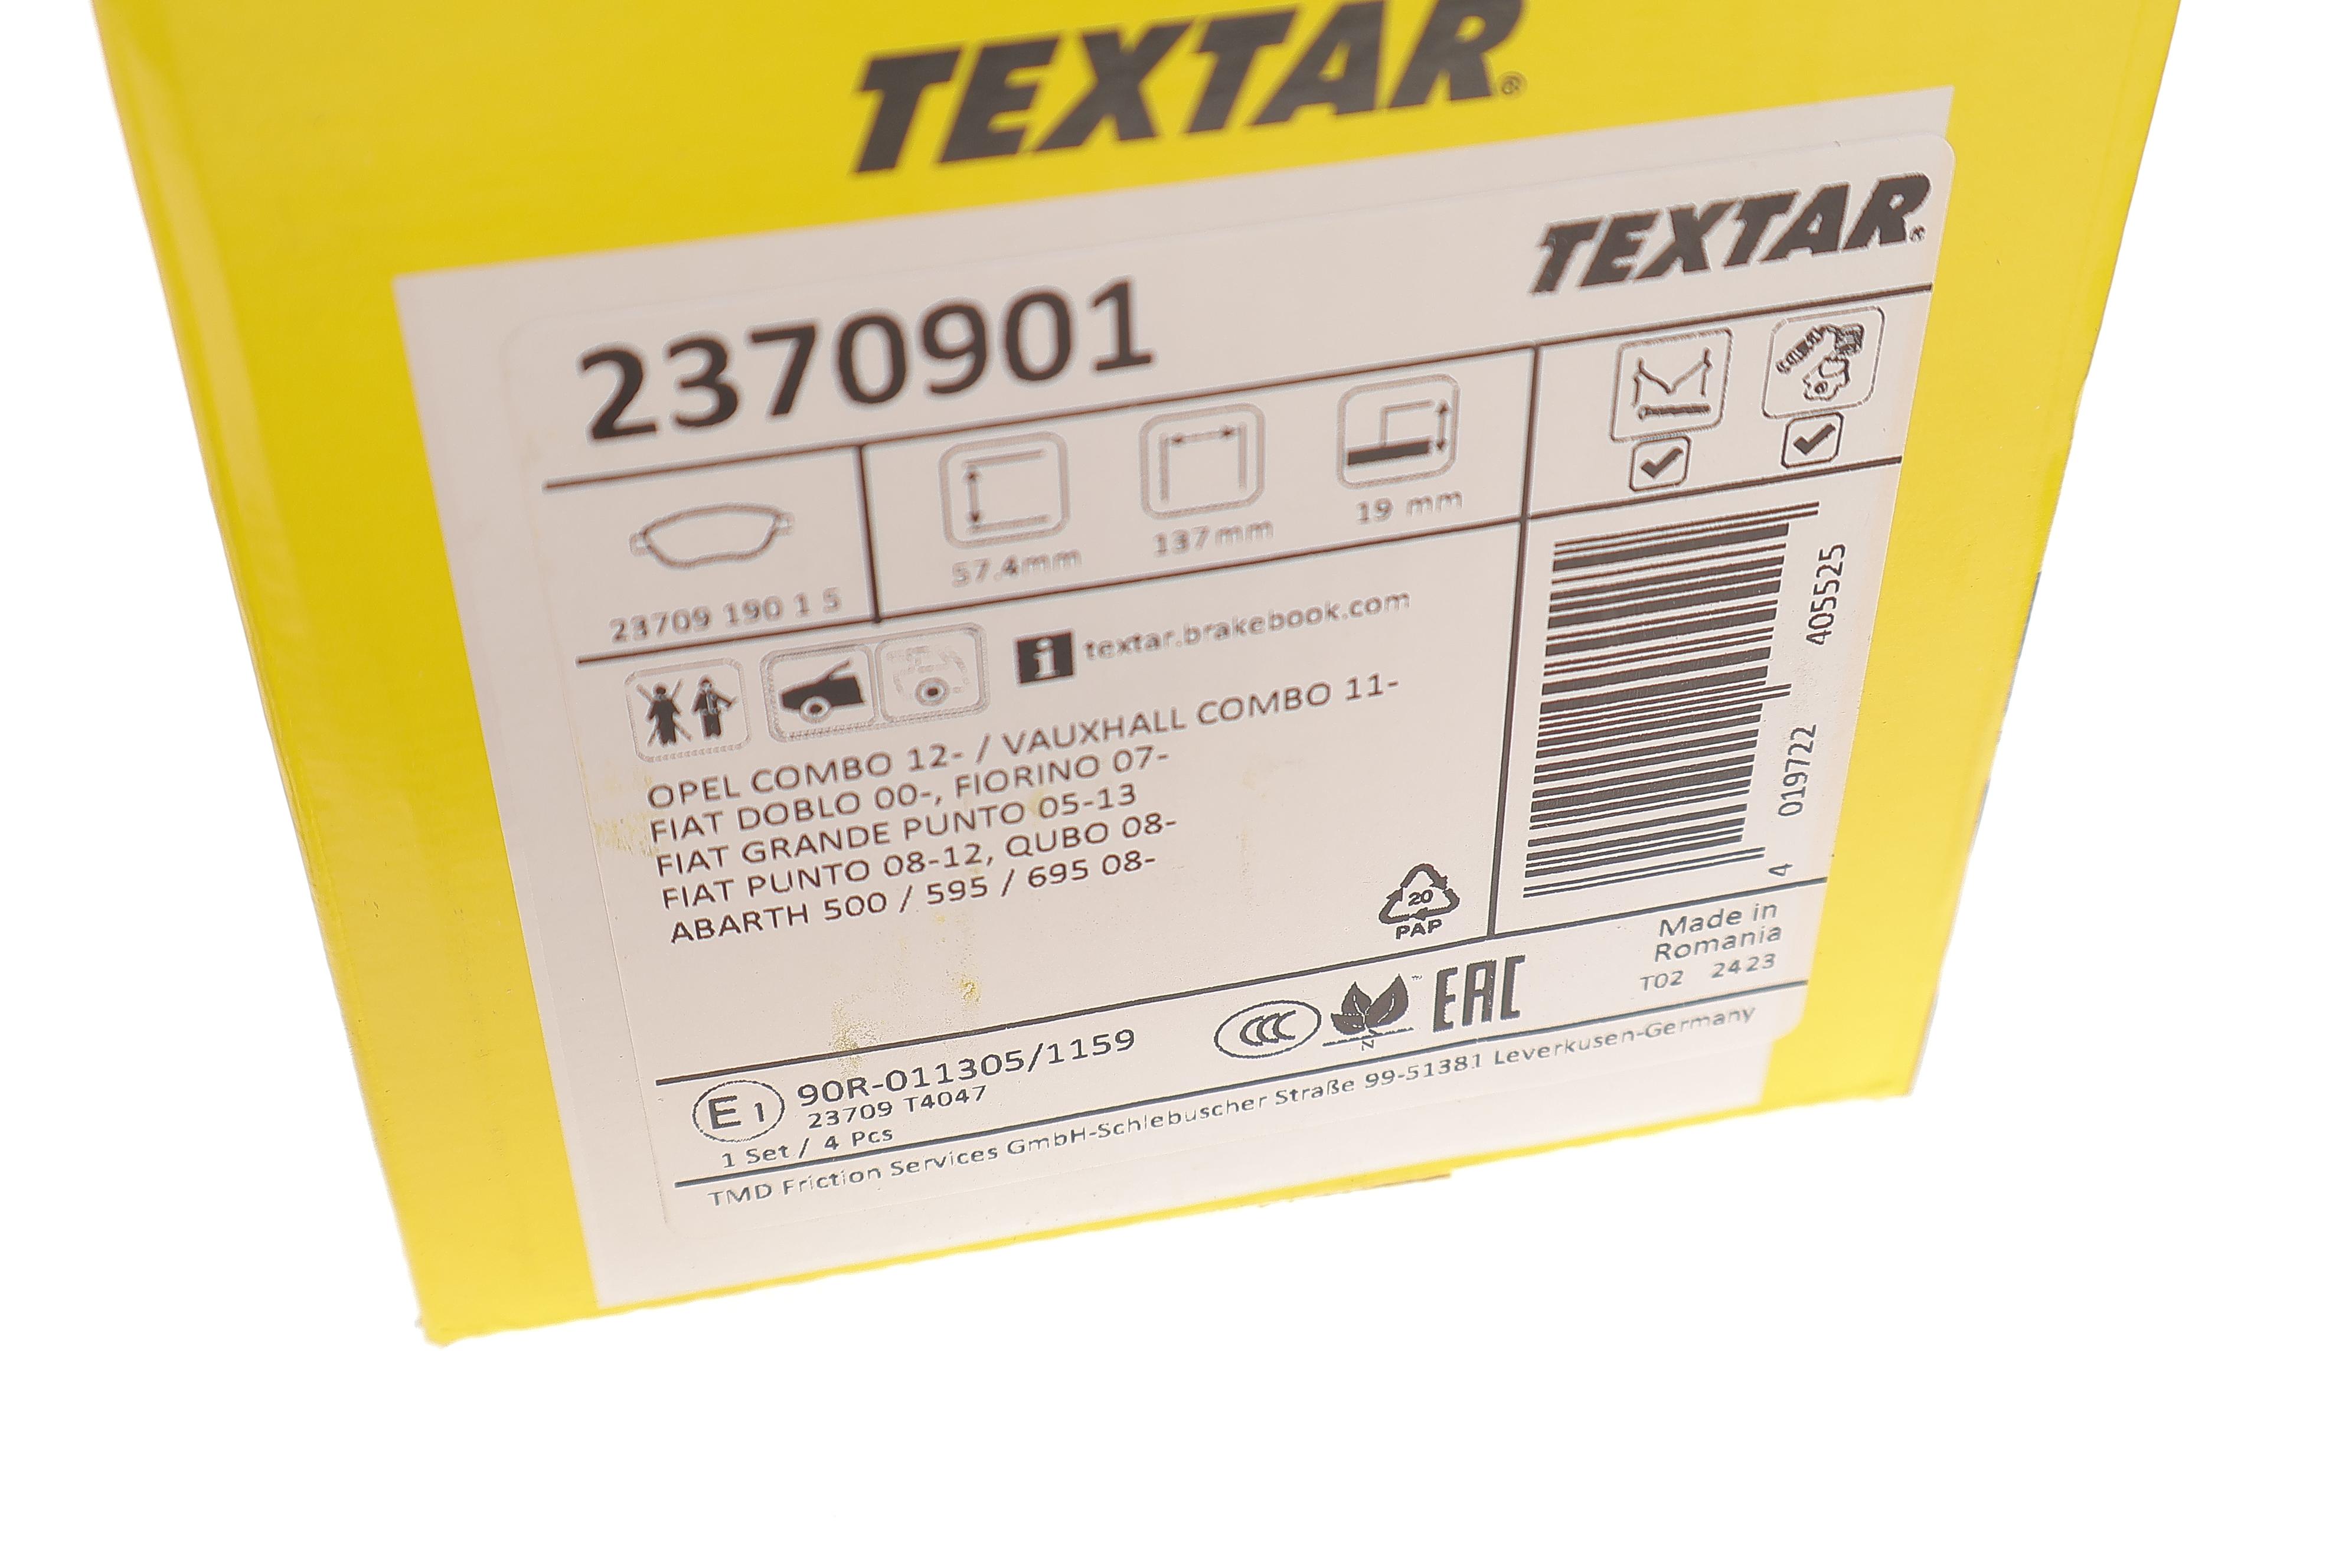 TEXTAR®
TEXTAR®
2370901
23709 190 1 5
57.4mm
137mm
19 mm
i textar.brakebook.com
OPEL COMBO 12- / VAUXHALL COMBO 11-
FIAT DOBLO 00-, FIORINO 07-
FIAT GRANDE PUNTO 05-13
FIAT PUNTO 08-12, QUBO 08-
ABARTH 500 / 595 / 695 08-
20
PAP
4 019722 405525
Made in
Romania
T02 2423
E1 90R-011305/1159
23709 T4047
1 Set / 4 Pcs
CCC
N
EAC
TMD Friction Services GmbH-Schlebuscher Straße 99-51381 Leverkusen-Germany